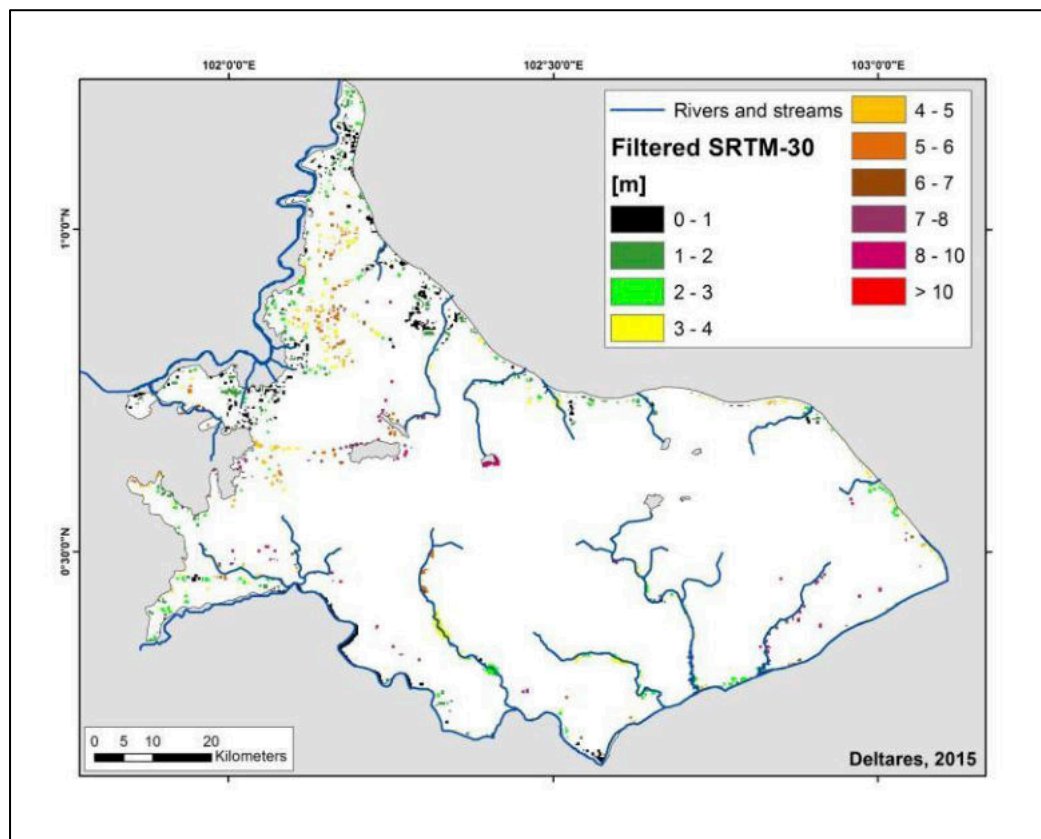 102°0'0"E
102°30'0"E
103°0'0"E
1°0'0"N
0°30'0"N
Rivers and streams
Filtered SRTM-30
[m]
0 - 1
1 - 2
2 - 3
3 - 4
4 - 5
5 - 6
6 - 7
7 -8
8 - 10
> 10
0 5 10 20
Kilometers
Deltares, 2015